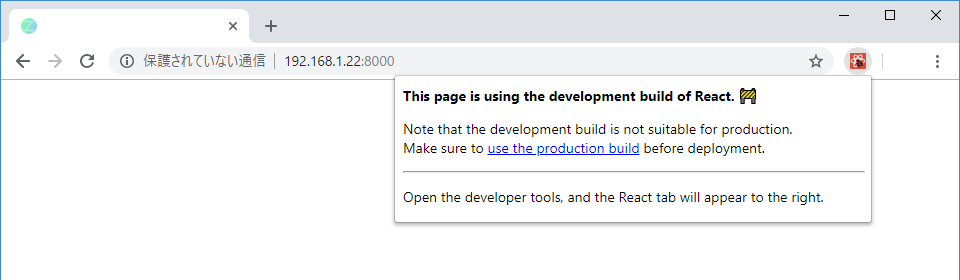 保護されていない通信 192.168.1.22:8000
This page is using the development build of React. 🚧
Note that the development build is not suitable for production.
Make sure to use the production build before deployment.
Open the developer tools, and the React tab will appear to the right.